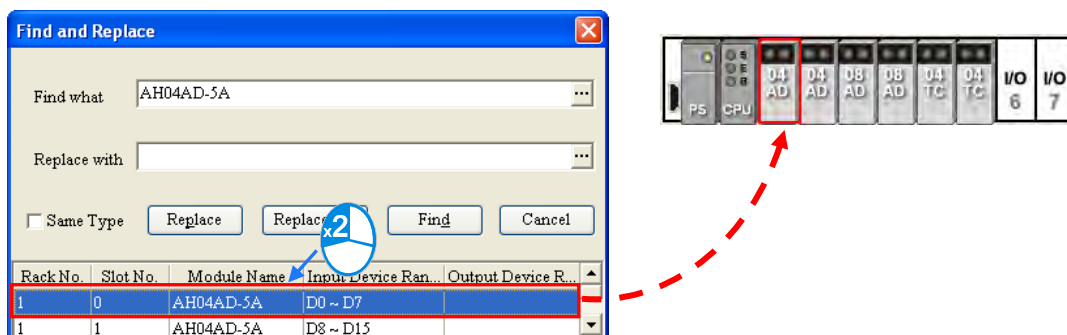 Find and Replace
Find what AH04AD-5A ...
Replace with ...
Same Type Replace Replace Find Cancel
x2
Rack No. Slot No. Module Name Input Device Ran... Output Device R...
1 0 AH04AD-5A D0 ~ D7
1 1 AH04AD-5A D8 ~ D15
PS CPU S E B 04 AD 04 AD 08 AD 08 AD 04 TC 04 TC I/O 6 I/O 7